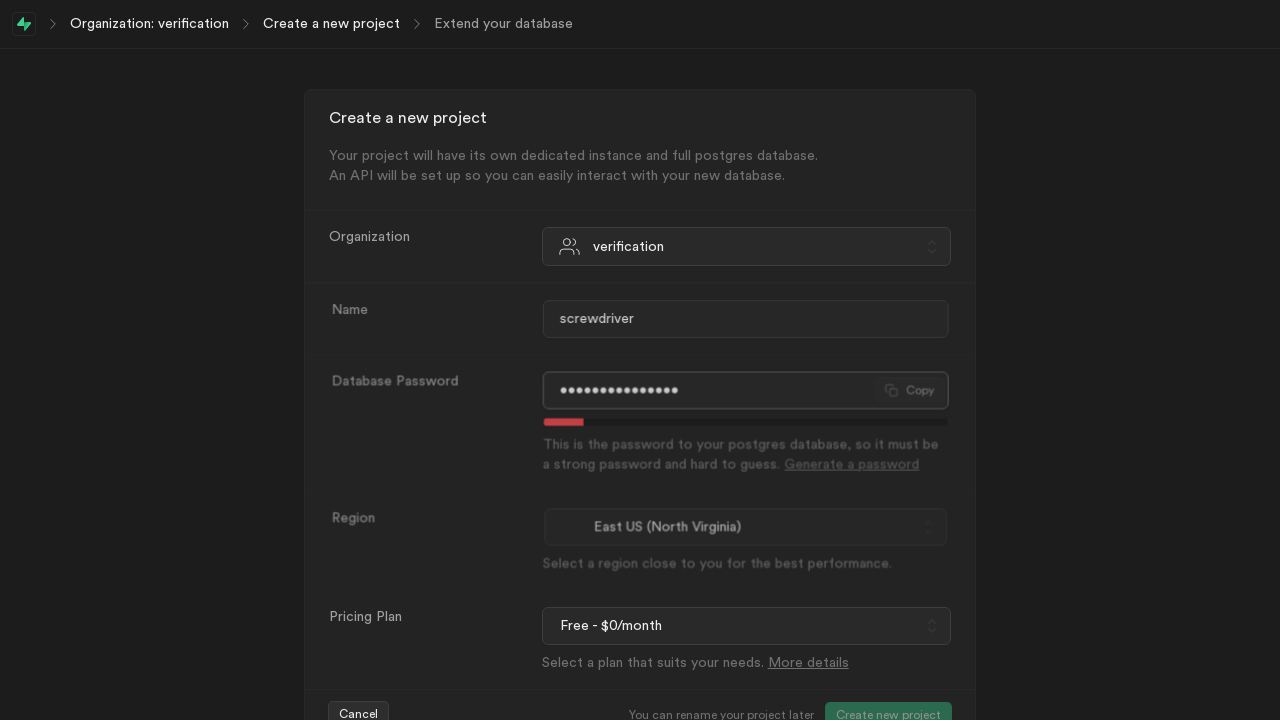 Organization: verification
Create a new project
Extend your database
Create a new project
Your project will have its own dedicated instance and full postgres database.
An API will be set up so you can easily interact with your new database.
Organization
verification
Name
screwdriver
Database Password
•••••••••••••••
Copy
This is the password to your postgres database, so it must be
a strong password and hard to guess. Generate a password
Region
East US (North Virginia)
Select a region close to you for the best performance.
Pricing Plan
Free - $0/month
Select a plan that suits your needs. More details
Cancel
You can rename your project later
Create new project